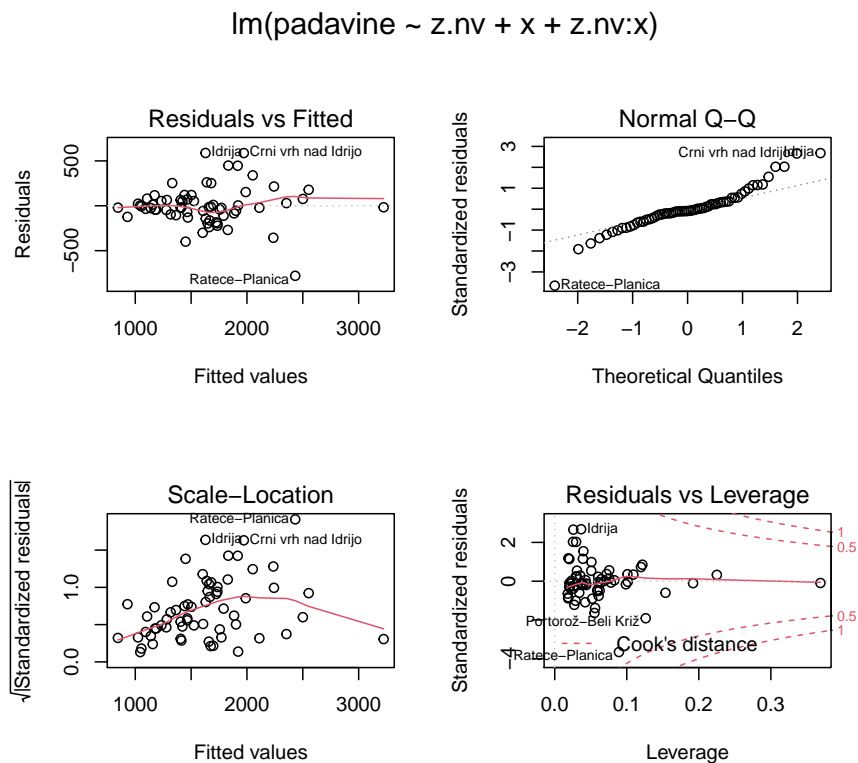 lm(padavine ~ z.nv + x + z.nv:x)
Residuals vs Fitted
Residuals
500
−500
Idrija
Crni vrh nad Idrijo
Ratece−Planica
1000
2000
3000
Fitted values
Normal Q−Q
Standardized residuals
3
1
−1
−3
Crni vrh nad Idrijo
Idrija
Ratece−Planica
−2
−1
0
1
2
Theoretical Quantiles
Scale−Location
√|Standardized residuals|
1.0
0.0
Ratece−Planica
Idrija
Crni vrh nad Idrijo
1000
2000
3000
Fitted values
Residuals vs Leverage
Standardized residuals
2
0
−4
Idrija
1
0.5
0.5
1
Portorož−Beli Križ
Cook's distance
Ratece−Planica
0.0
0.1
0.2
0.3
Leverage